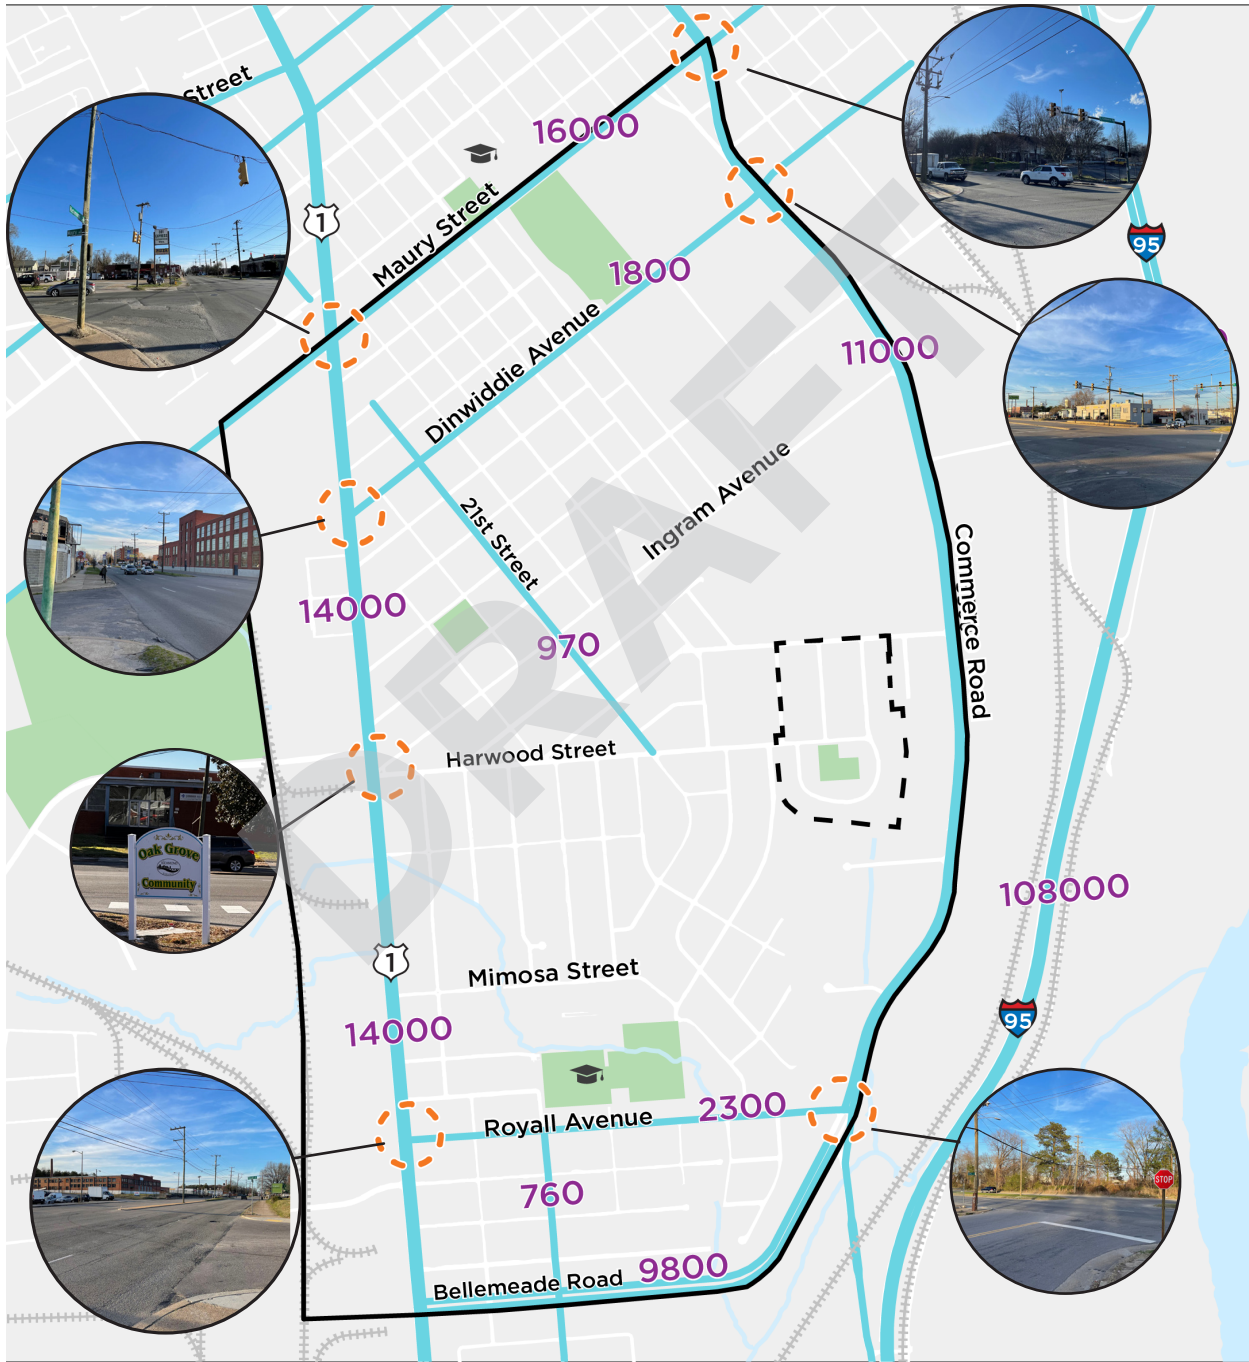 Street
16000
1
Maury Street
95
1800
Dinwiddie Avenue
11000
21st Street
Ingram Avenue
14000
970
Commerce Road
Harwood Street
DRAFT
Oak Grove
Community
108000
1
Mimosa Street
95
14000
2300
Royall Avenue
STOP
760
9800
Bellemeade Road